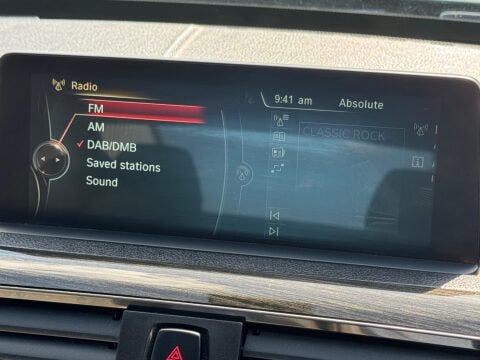 Radio
9:41 am
Absolute
FM
AM
DAB/DMB
Saved stations
Sound
CLASSIC ROCK